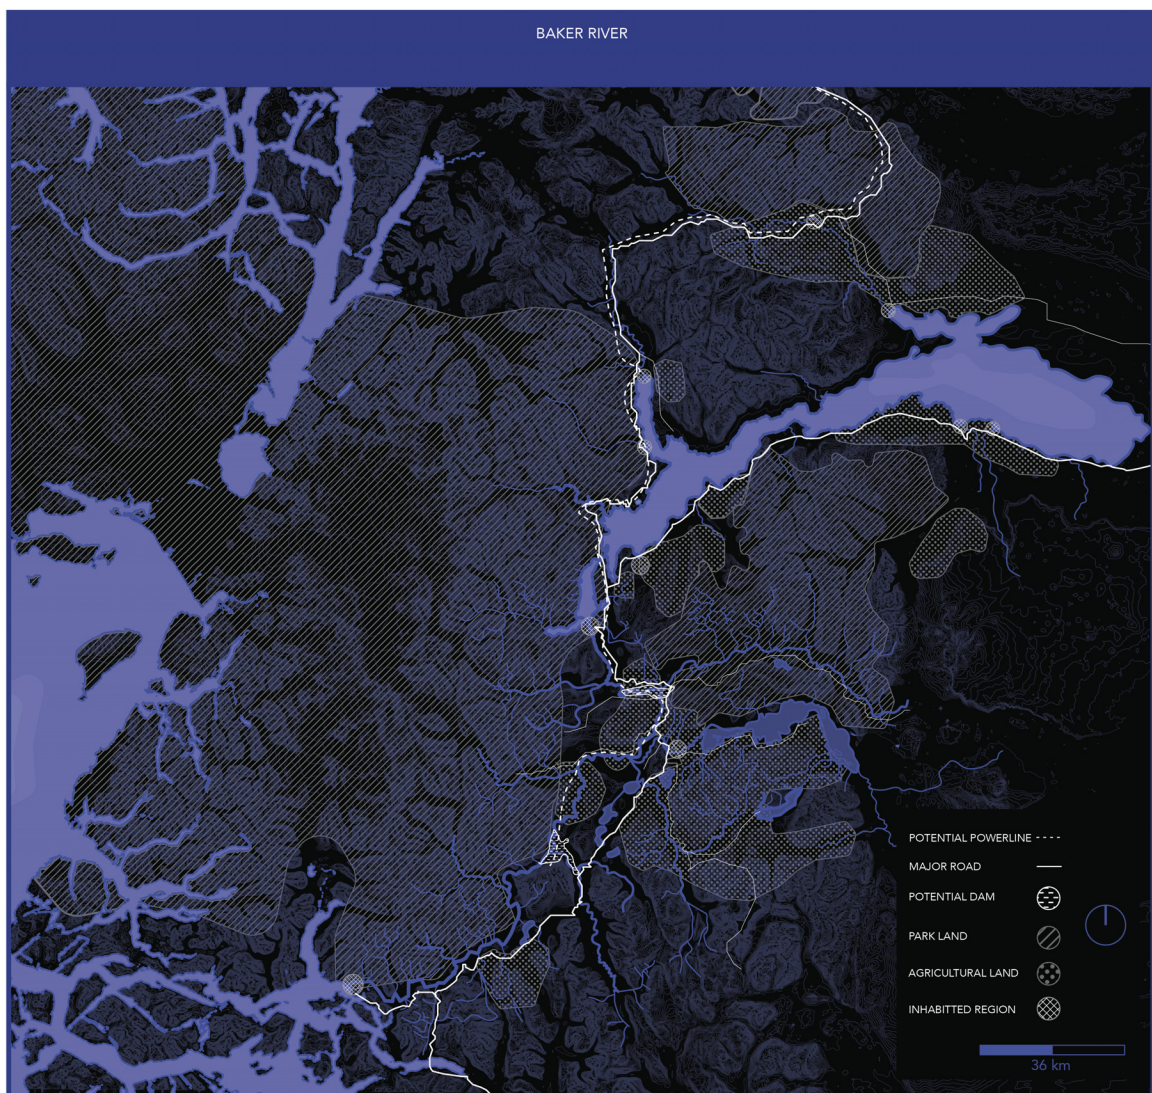 BAKER RIVER
POTENTIAL POWERLINE
MAJOR ROAD
POTENTIAL DAM
PARK LAND
AGRICULTURAL LAND
INHABITTED REGION
36 km